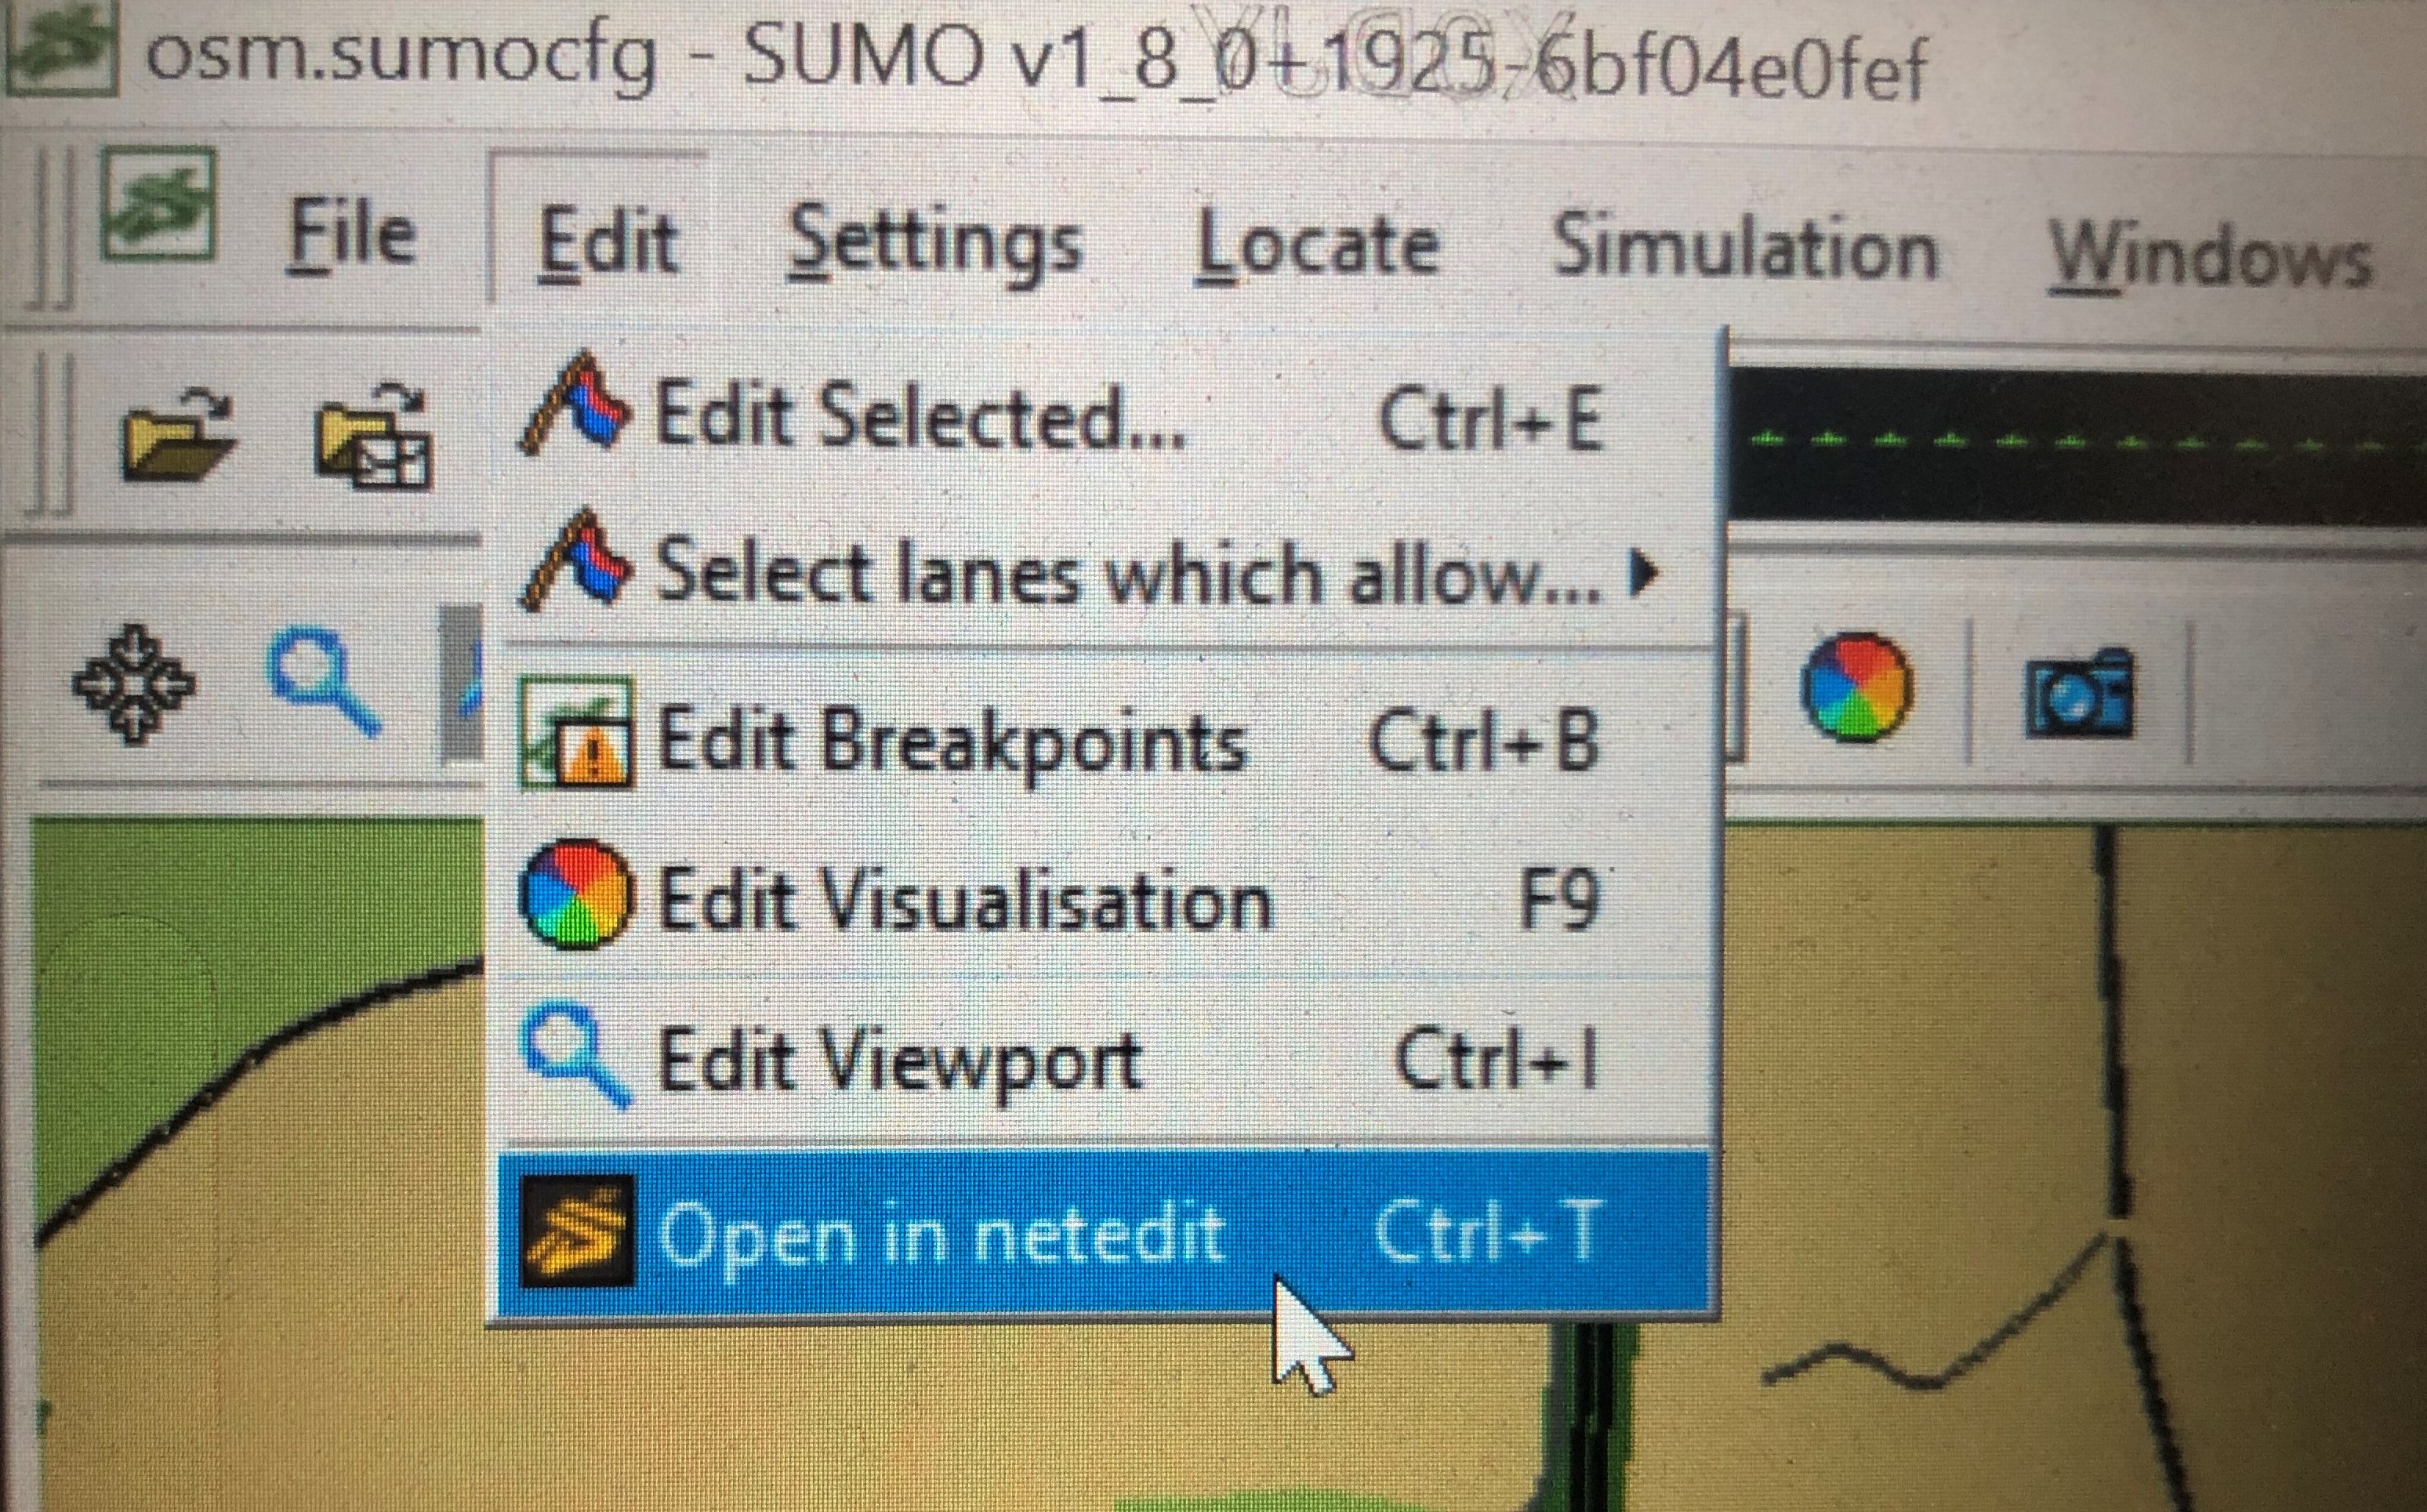 osm.sumocfg - SUMO v1_8_0+1925-6bf04e0fef
File Edit Settings Locate Simulation Windows
Edit Selected... Ctrl+E
Select lanes which allow...
Edit Breakpoints Ctrl+B
Edit Visualisation F9
Edit Viewport Ctrl+I
Open in netedit Ctrl+T